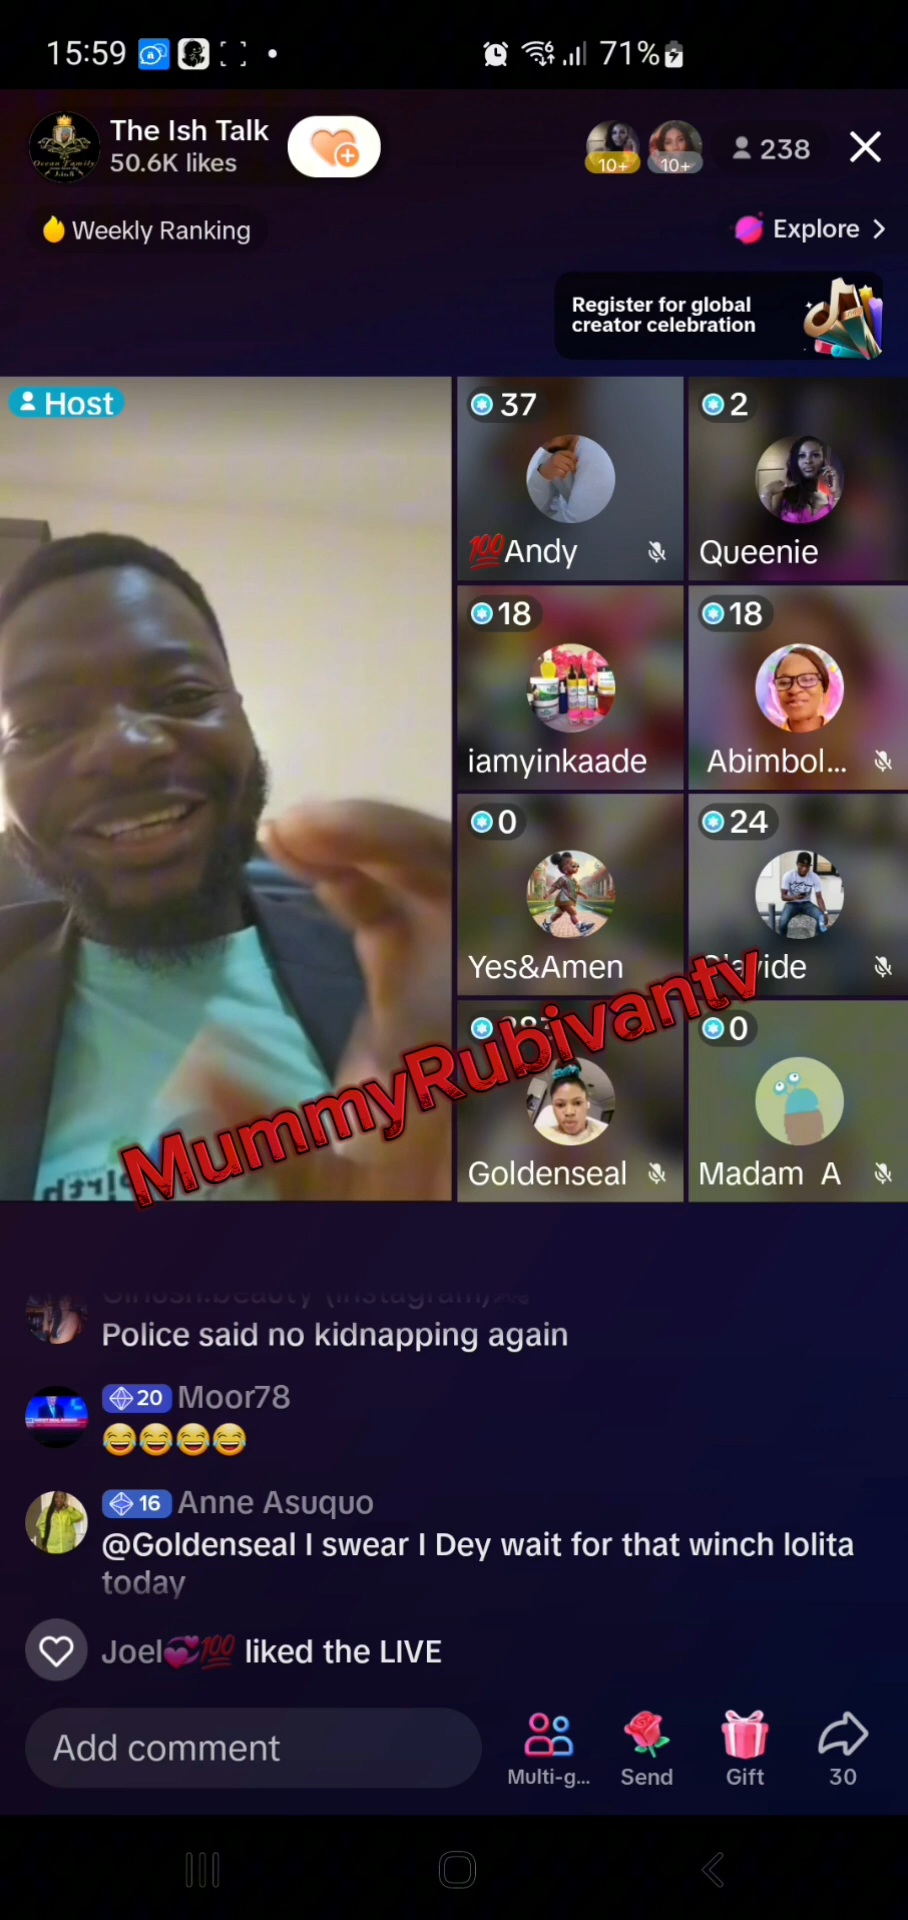 15:59
71%
The Ish Talk
50.6K likes
10+
10+
238
Weekly Ranking
Explore
Register for global
creator celebration
Host
37
2
💯Andy
Queenie
18
18
iamyinkaade
Abimbol...
0
24
Yes&Amen
MummyRubivantv
0
Goldenseal
Madam A
Police said no kidnapping again
20 Moor78
😂😂😂😂
16 Anne Asuquo
@Goldenseal I swear I Dey wait for that winch lolita
today
Joel💞💯 liked the LIVE
Add comment
Multi-g...
Send
Gift
30